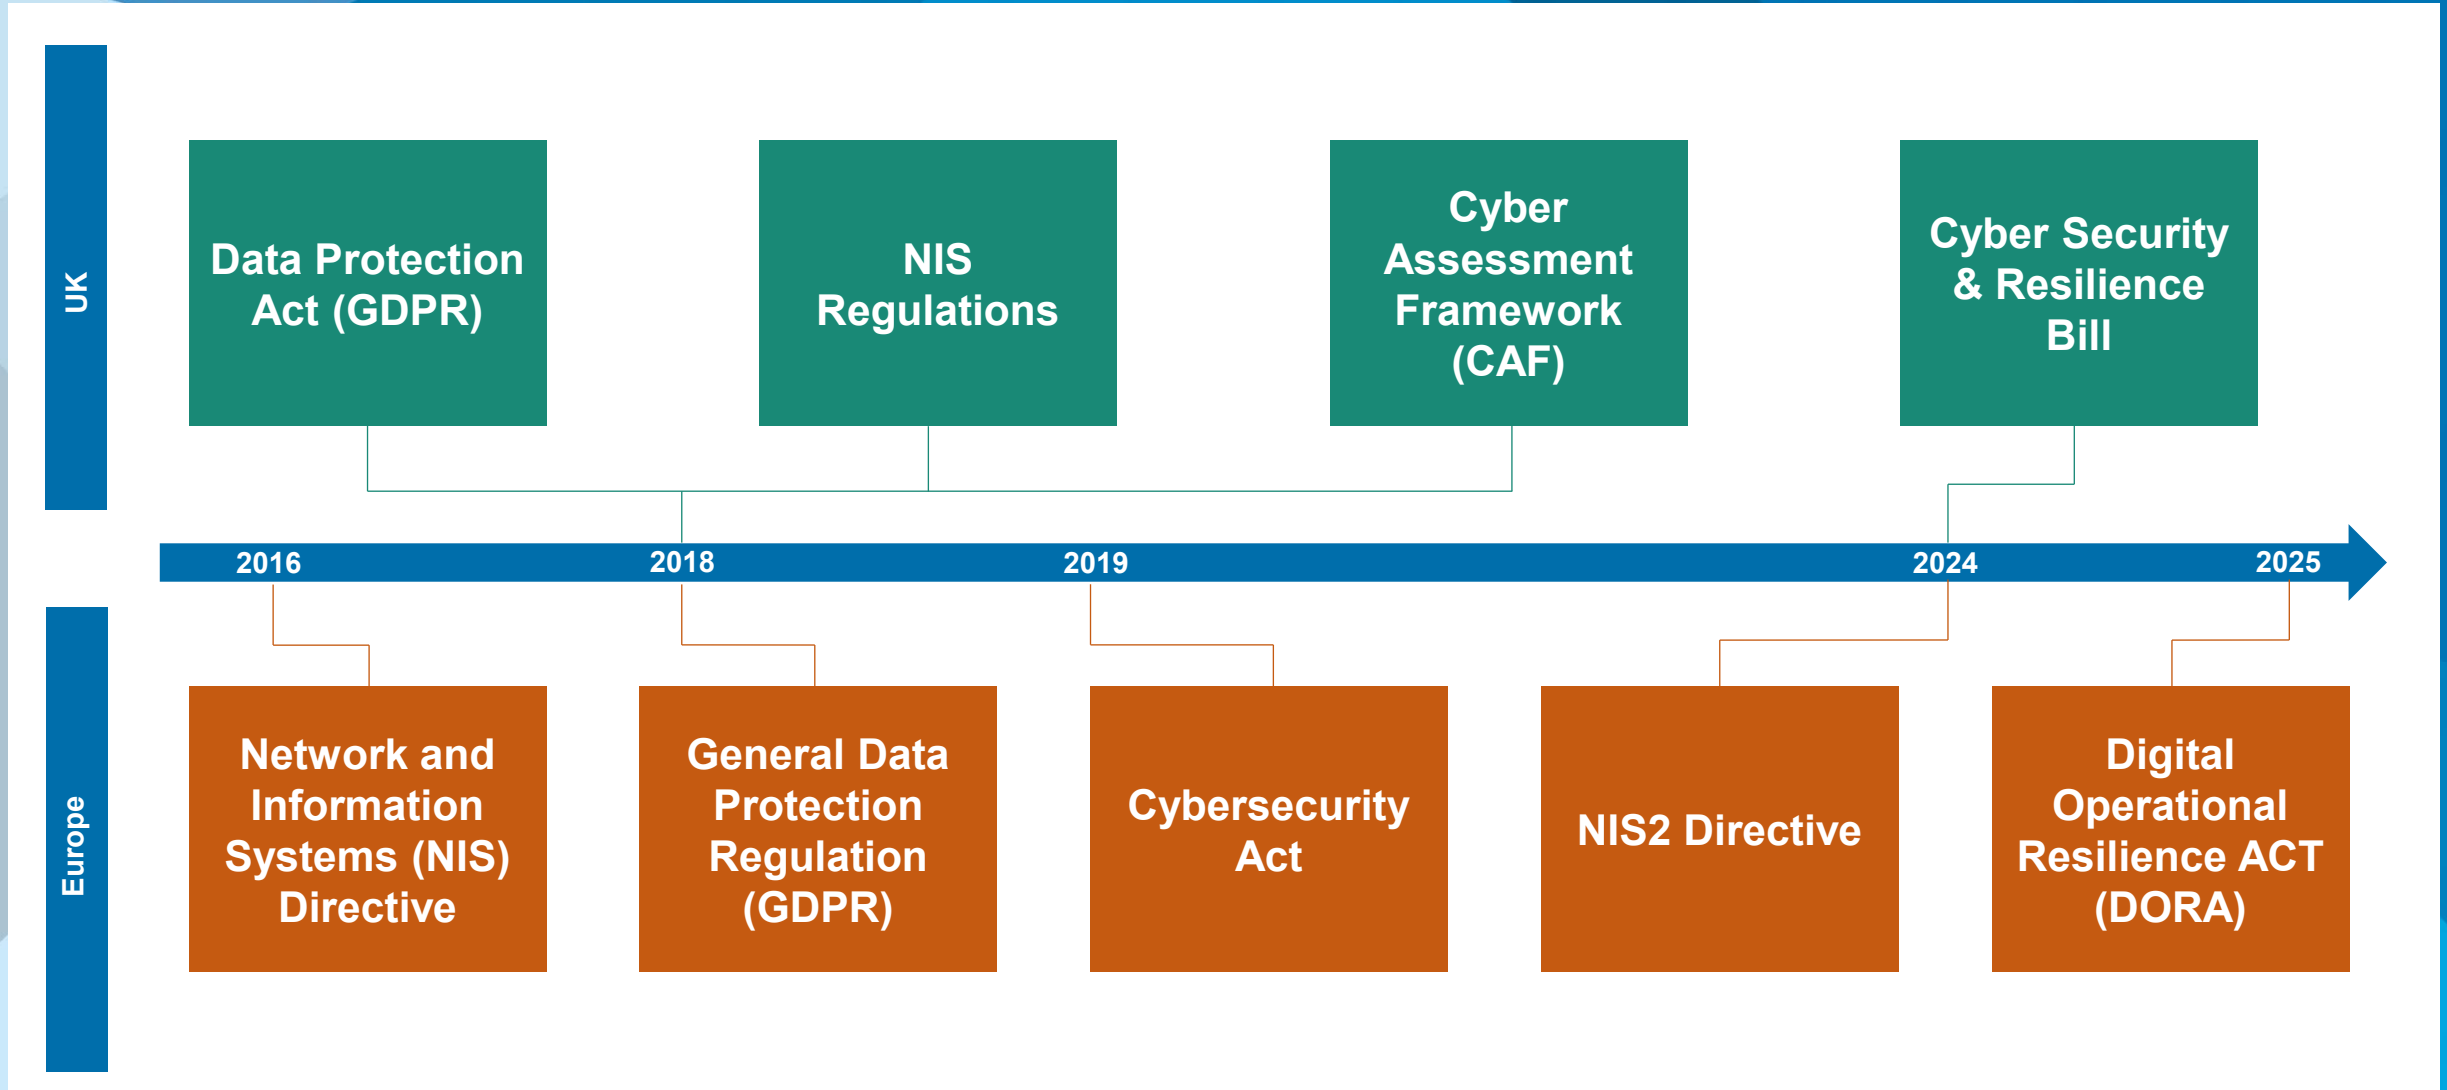 UK
Data Protection
Act (GDPR)
NIS
Regulations
Cyber
Assessment
Framework
(CAF)
Cyber Security
& Resilience
Bill
2016
2018
2019
2024
2025
Europe
Network and
Information
Systems (NIS)
Directive
General Data
Protection
Regulation
(GDPR)
Cybersecurity
Act
NIS2 Directive
Digital
Operational
Resilience ACT
(DORA)